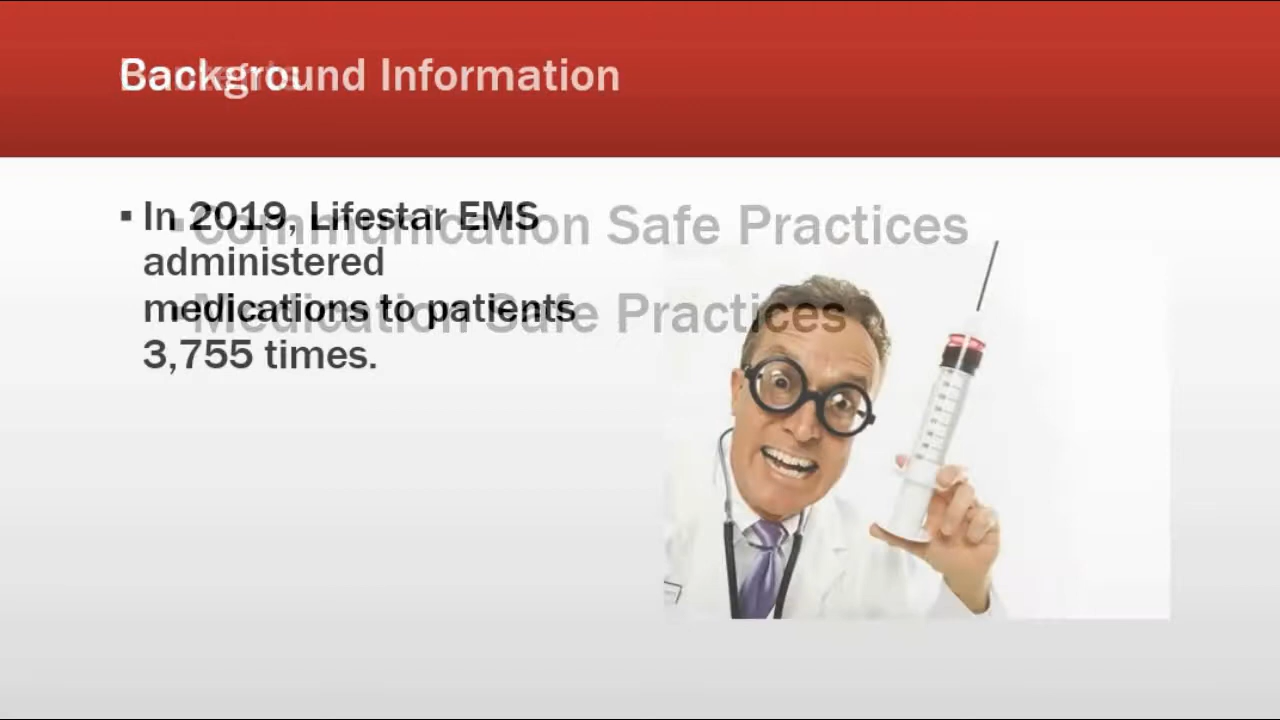 Background Information
▪ In 2019, Lifestar EMS
administered
medications to patients
3,755 times.
Communication Safe Practices
Medication Safe Practices